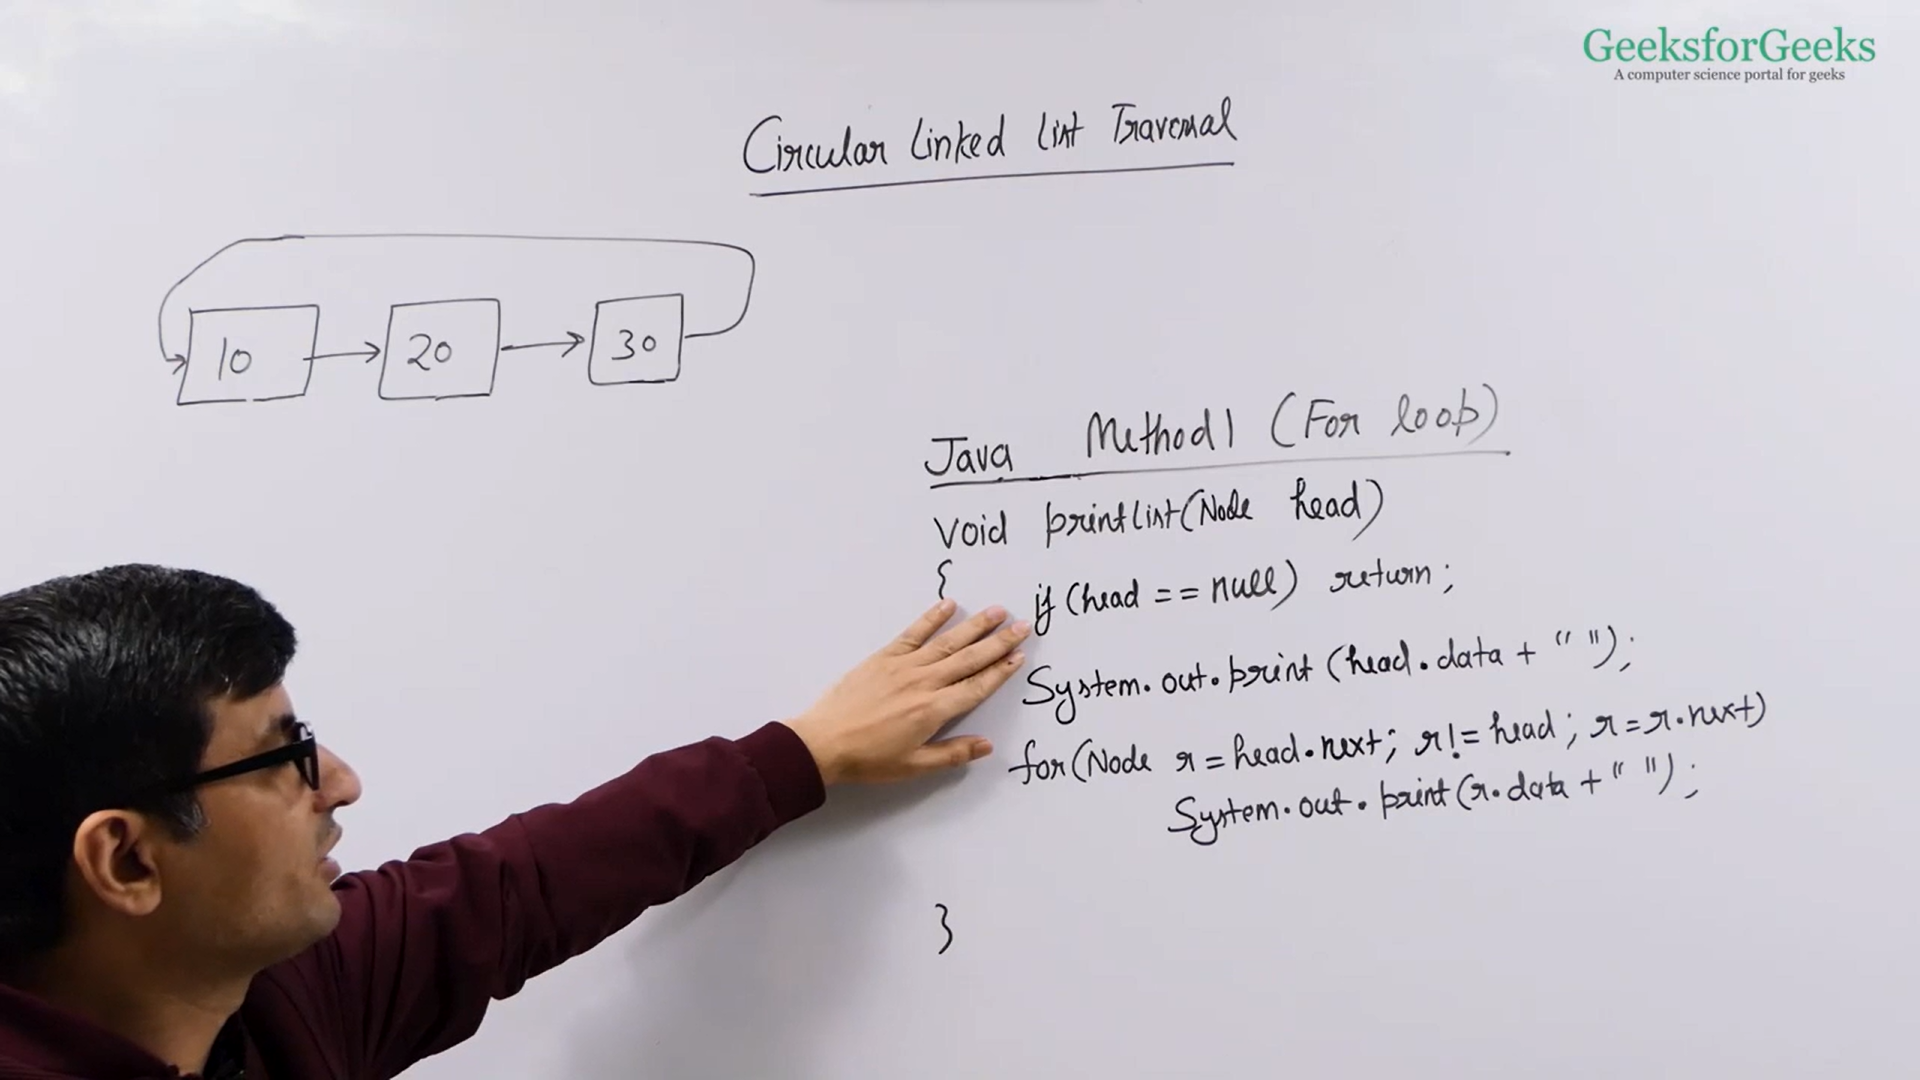 GeeksforGeeks
A computer science portal for geeks
Circular Linked List Traversal
10 20 30
Java Method1 (For loop)
void printlist(Node head)
{ if (head == null) return;
System.out.print(head.data + " ");
for(Node r = head.next; r != head; r = r.next)
System.out.print(r.data + " ");
}